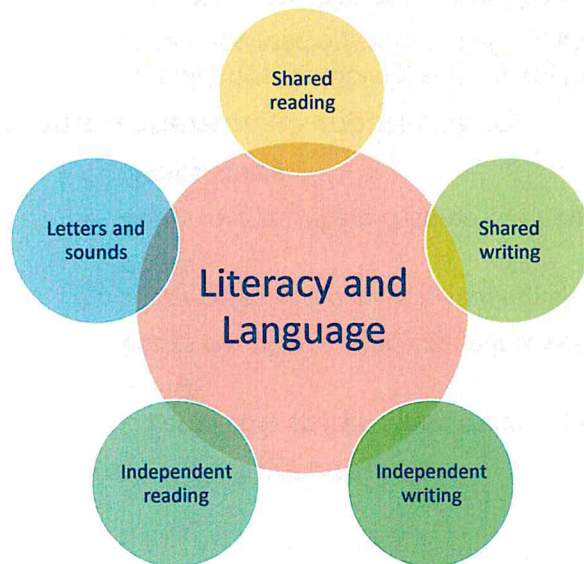 Shared
reading
Letters and
sounds
Shared
writing
Literacy and
Language
Independent
reading
Independent
writing